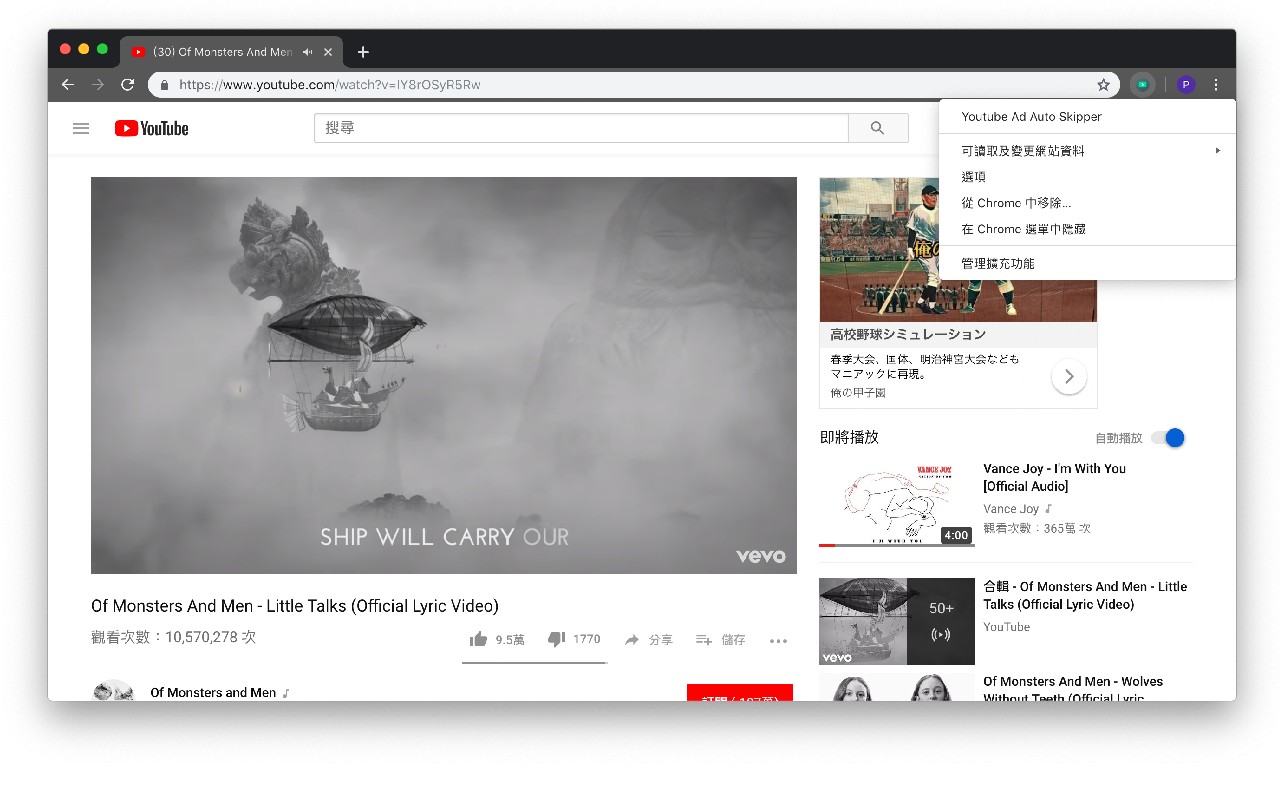 (30) Of Monsters And Men
https://www.youtube.com/watch?v=IY8rOSyR5Rw
P
YouTube
搜尋
Youtube Ad Auto Skipper
可讀取及變更網站資料
選項
從 Chrome 中移除...
在 Chrome 選單中隱藏
管理擴充功能
SHIP WILL CARRY OUR
vevo
Of Monsters And Men - Little Talks (Official Lyric Video)
觀看次數：10,570,278 次
9.5萬
1770
分享
儲存
Of Monsters and Men
訂閱
俺の
高校野球シミュレーション
春季大会、国体、明治神宮大会なども
マニアックに再現。
俺の甲子園
即將播放
自動播放
VANCE JOY
I'M WITH YOU
4:00
Vance Joy - I'm With You
[Official Audio]
Vance Joy
觀看次數：365萬 次
50+
vevo
合輯 - Of Monsters And Men - Little
Talks (Official Lyric Video)
YouTube
Of Monsters And Men - Wolves
Without Teeth (Official Lyric